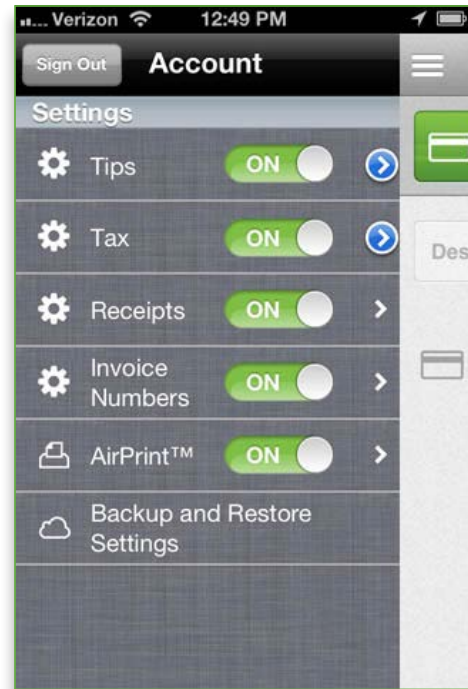 .... Verizon 12:49 PM
Sign Out Account
Settings
Tips ON
Tax ON
Des
Receipts ON
Invoice
Numbers ON
AirPrint™ ON
Backup and Restore
Settings